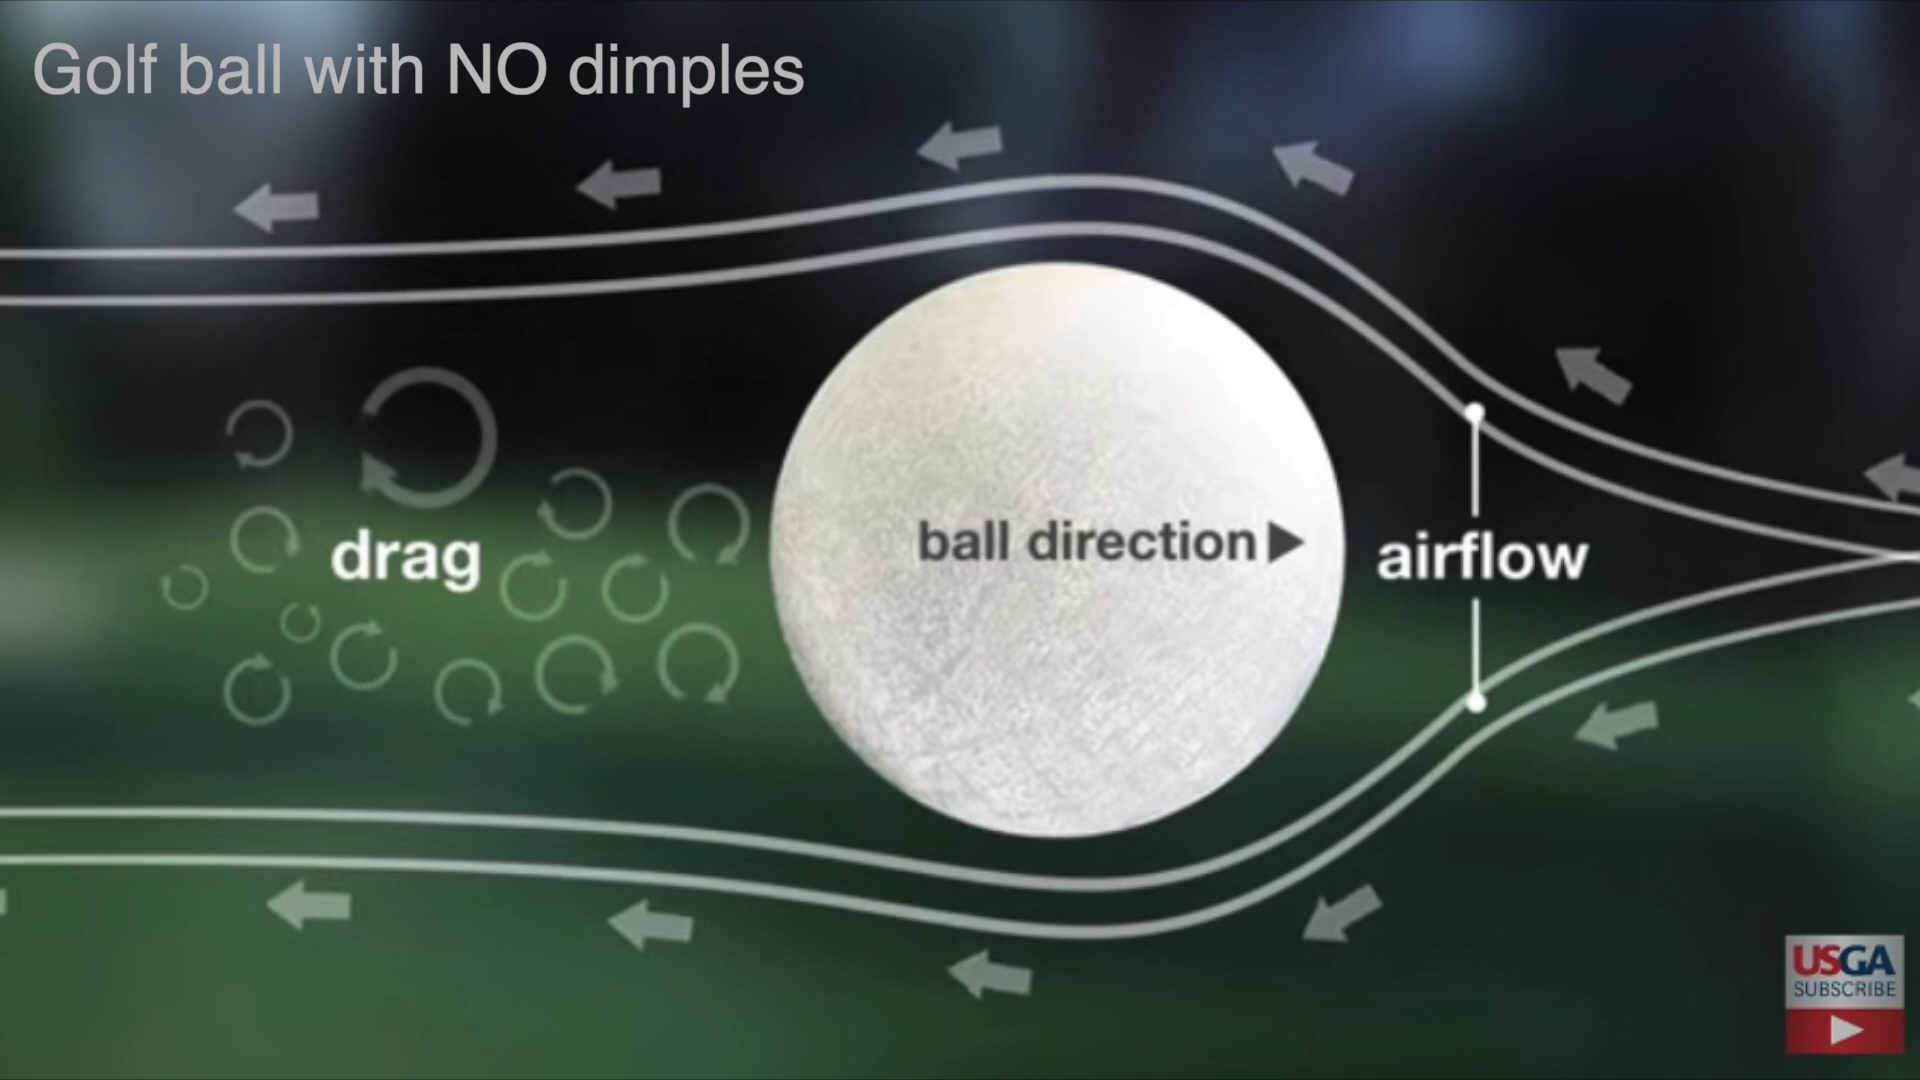 Golf ball with NO dimples
drag
ball direction
airflow
USGA
SUBSCRIBE